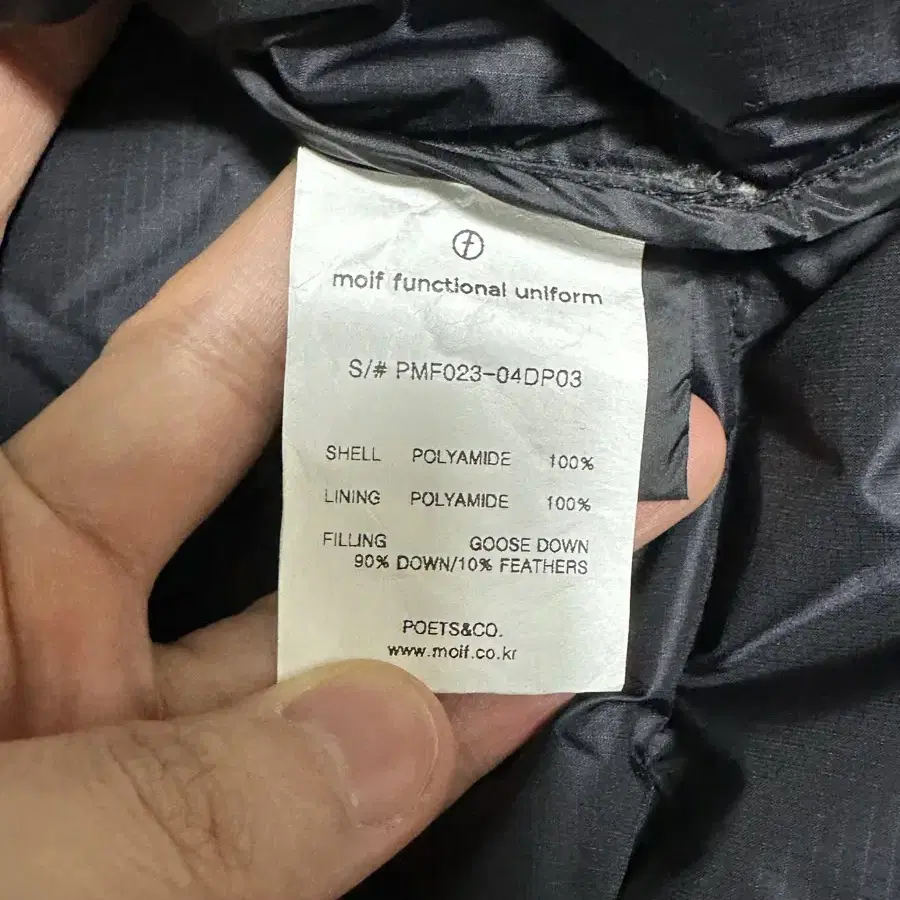 moif functional uniform
S/# PMF023-04DP03
SHELL POLYAMIDE 100%
LINING POLYAMIDE 100%
FILLING GOOSE DOWN
90% DOWN/10% FEATHERS
POETS&CO.
www.moif.co.kr